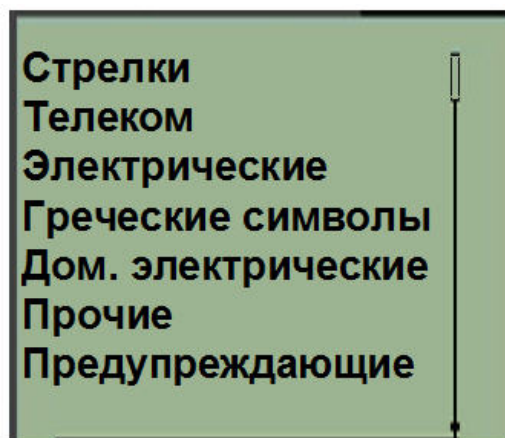 Стрелки
Телеком
Электрические
Греческие символы
Дом. электрические
Прочие
Предупреждающие